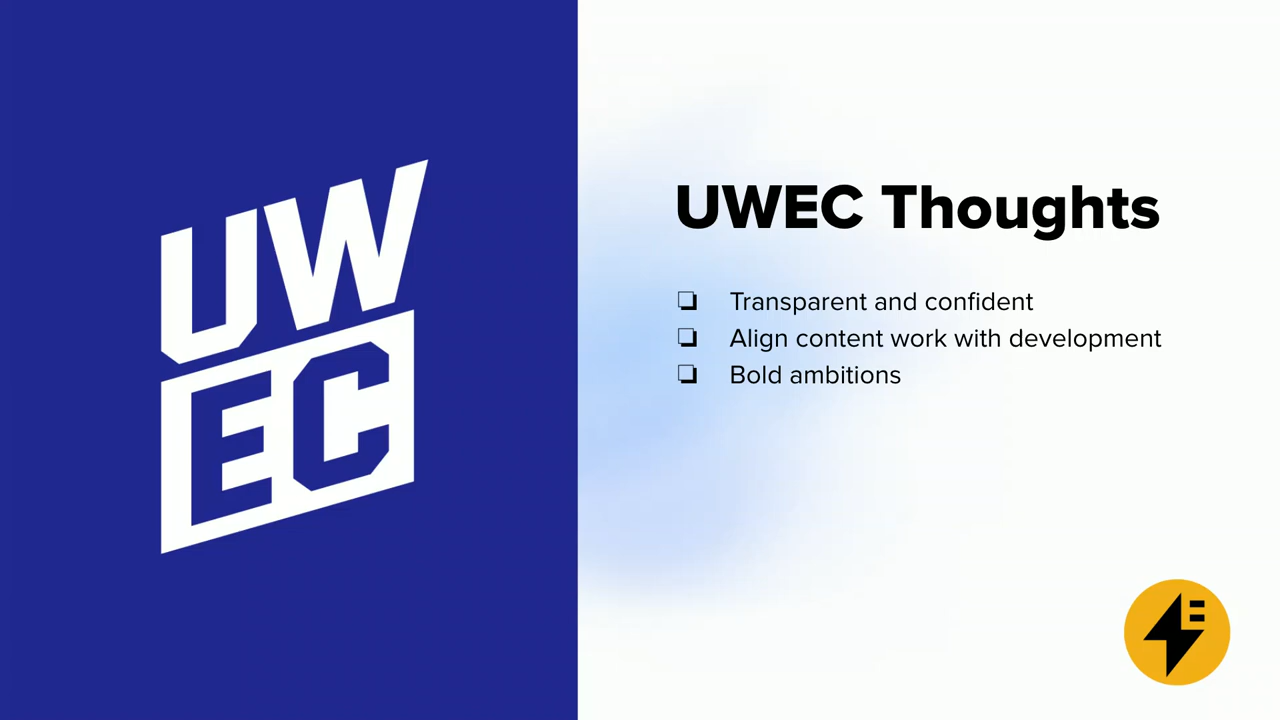 UW
EC
UWEC Thoughts
❏ Transparent and confident
❏ Align content work with development
❏ Bold ambitions
E